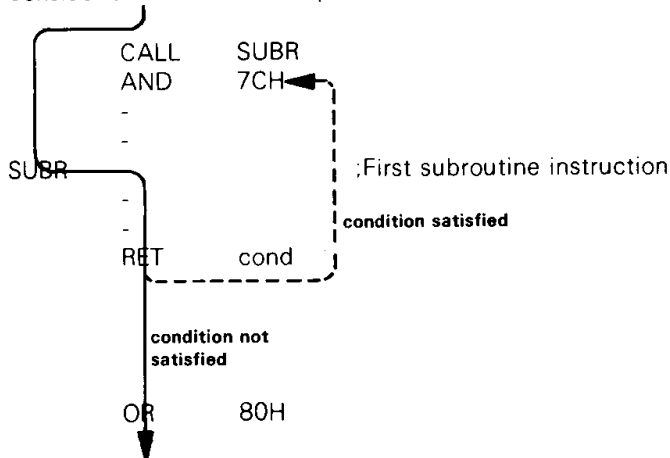 CALL SUBR
AND 7CH
-
-
SUBR ;First subroutine instruction
-
-
condition satisfied
RET cond
condition not
satisfied
OR 80H